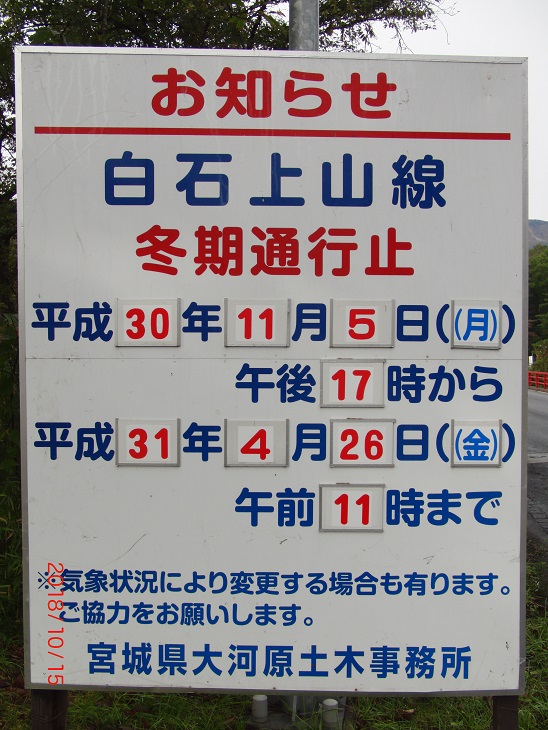 お知らせ
白石上山線
冬期通行止
平成30年11月5日((月))
午後17時から
平成31年4月26日((金))
午前11時まで
※気象状況により変更する場合も有ります。
ご協力をお願いします。
宮城県大河原土木事務所
2018/10/15